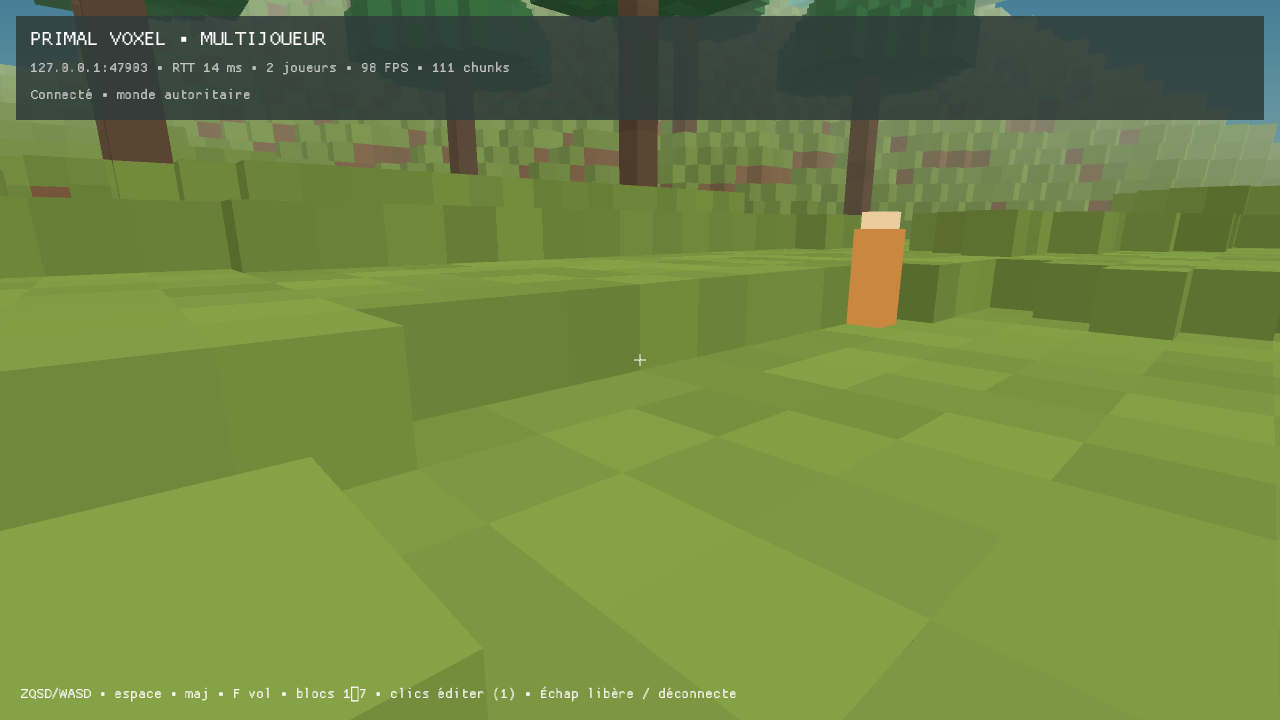 PRIMAL VOXEL ▪ MULTIJOUEUR
127.0.0.1:47983 ▪ RTT 14 ms ▪ 2 joueurs ▪ 98 FPS ▪ 111 chunks
Connecté ▪ monde autoritaire
ZQSD/WASD ▪ espace ▪ maj ▪ F vol ▪ blocs 1▯7 ▪ clics éditer (1) ▪ Échap libère / déconnecte